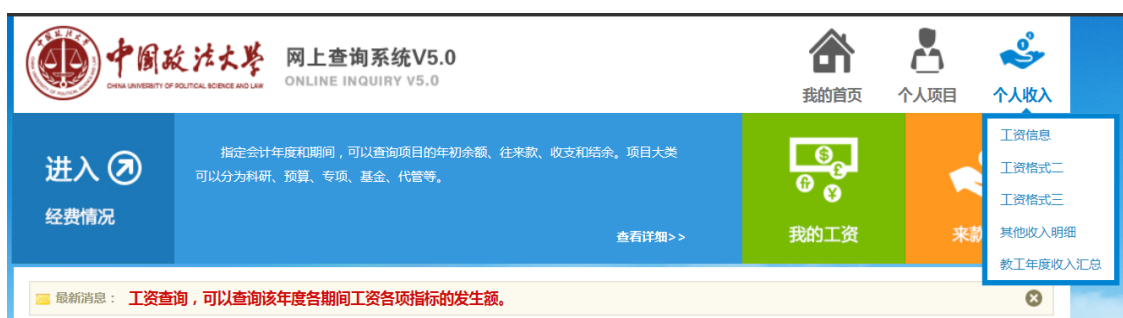 中国政法大学
CHINA UNIVERSITY OF POLITICAL SCIENCE AND LAW
网上查询系统V5.0
ONLINE INQUIRY V5.0
我的首页
个人项目
个人收入
工资信息
工资格式二
工资格式三
其他收入明细
教工年度收入汇总
进入
经费情况
指定会计年度和期间，可以查询项目的年初余额、往来款、收支和结余。项目大类
可以分为科研、预算、专项、基金、代管等。
查看详细>>
我的工资
来款
最新消息： 工资查询，可以查询该年度各期间工资各项指标的发生额。